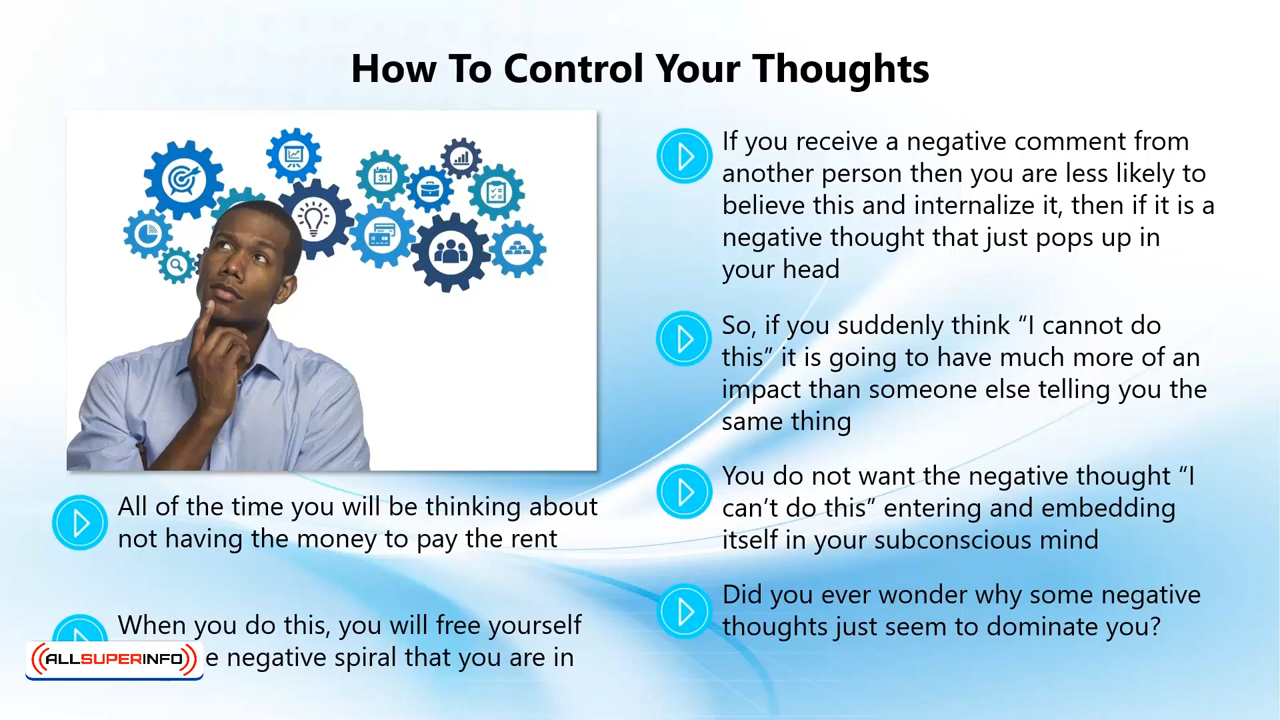 How To Control Your Thoughts
31
All of the time you will be thinking about
not having the money to pay the rent
When you do this, you will free yourself
e negative spiral that you are in
ALLSUPERINFO
If you receive a negative comment from
another person then you are less likely to
believe this and internalize it, then if it is a
negative thought that just pops up in
your head
So, if you suddenly think “I cannot do
this” it is going to have much more of an
impact than someone else telling you the
same thing
You do not want the negative thought “I
can’t do this” entering and embedding
itself in your subconscious mind
Did you ever wonder why some negative
thoughts just seem to dominate you?